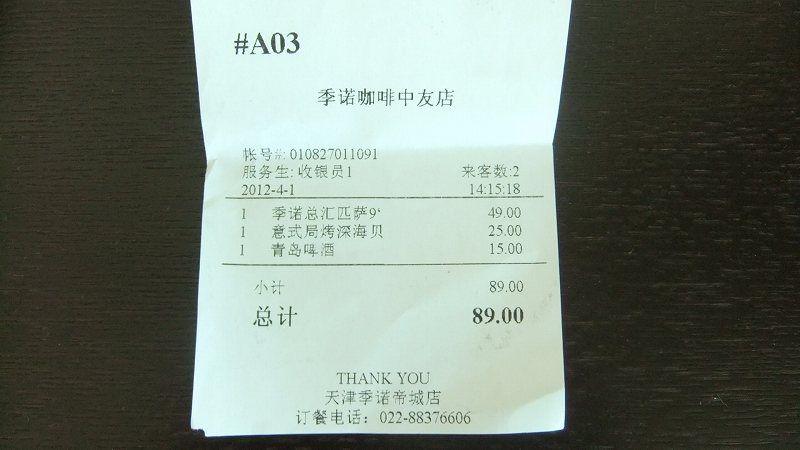 #A03
季诺咖啡中友店
帐号#: 010827011091
服务生: 收银员1 来客数:2
2012-4-1 14:15:18
1 季诺总汇匹萨9‘ 49.00
1 意式局烤深海贝 25.00
1 青岛啤酒 15.00
小计 89.00
总计 89.00
THANK YOU
天津季诺帝城店
订餐电话：022-88376606